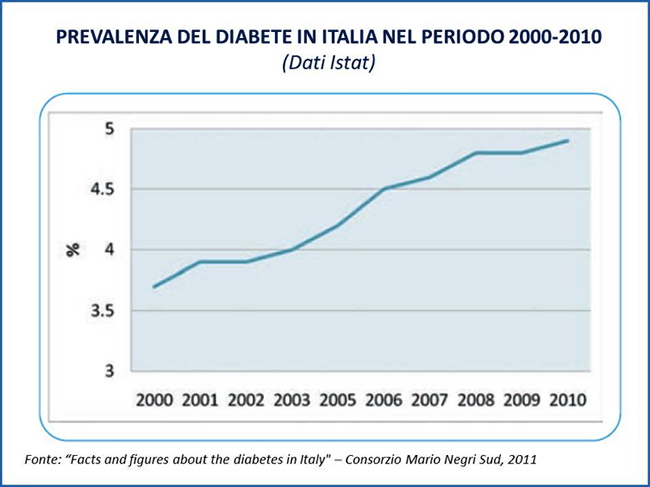 PREVALENZA DEL DIABETE IN ITALIA NEL PERIODO 2000-2010
(Dati Istat)
5
4.5
%
4
3.5
3
2000 2001 2002 2003 2005 2006 2007 2008 2009 2010
Fonte: “Facts and figures about the diabetes in Italy" – Consorzio Mario Negri Sud, 2011